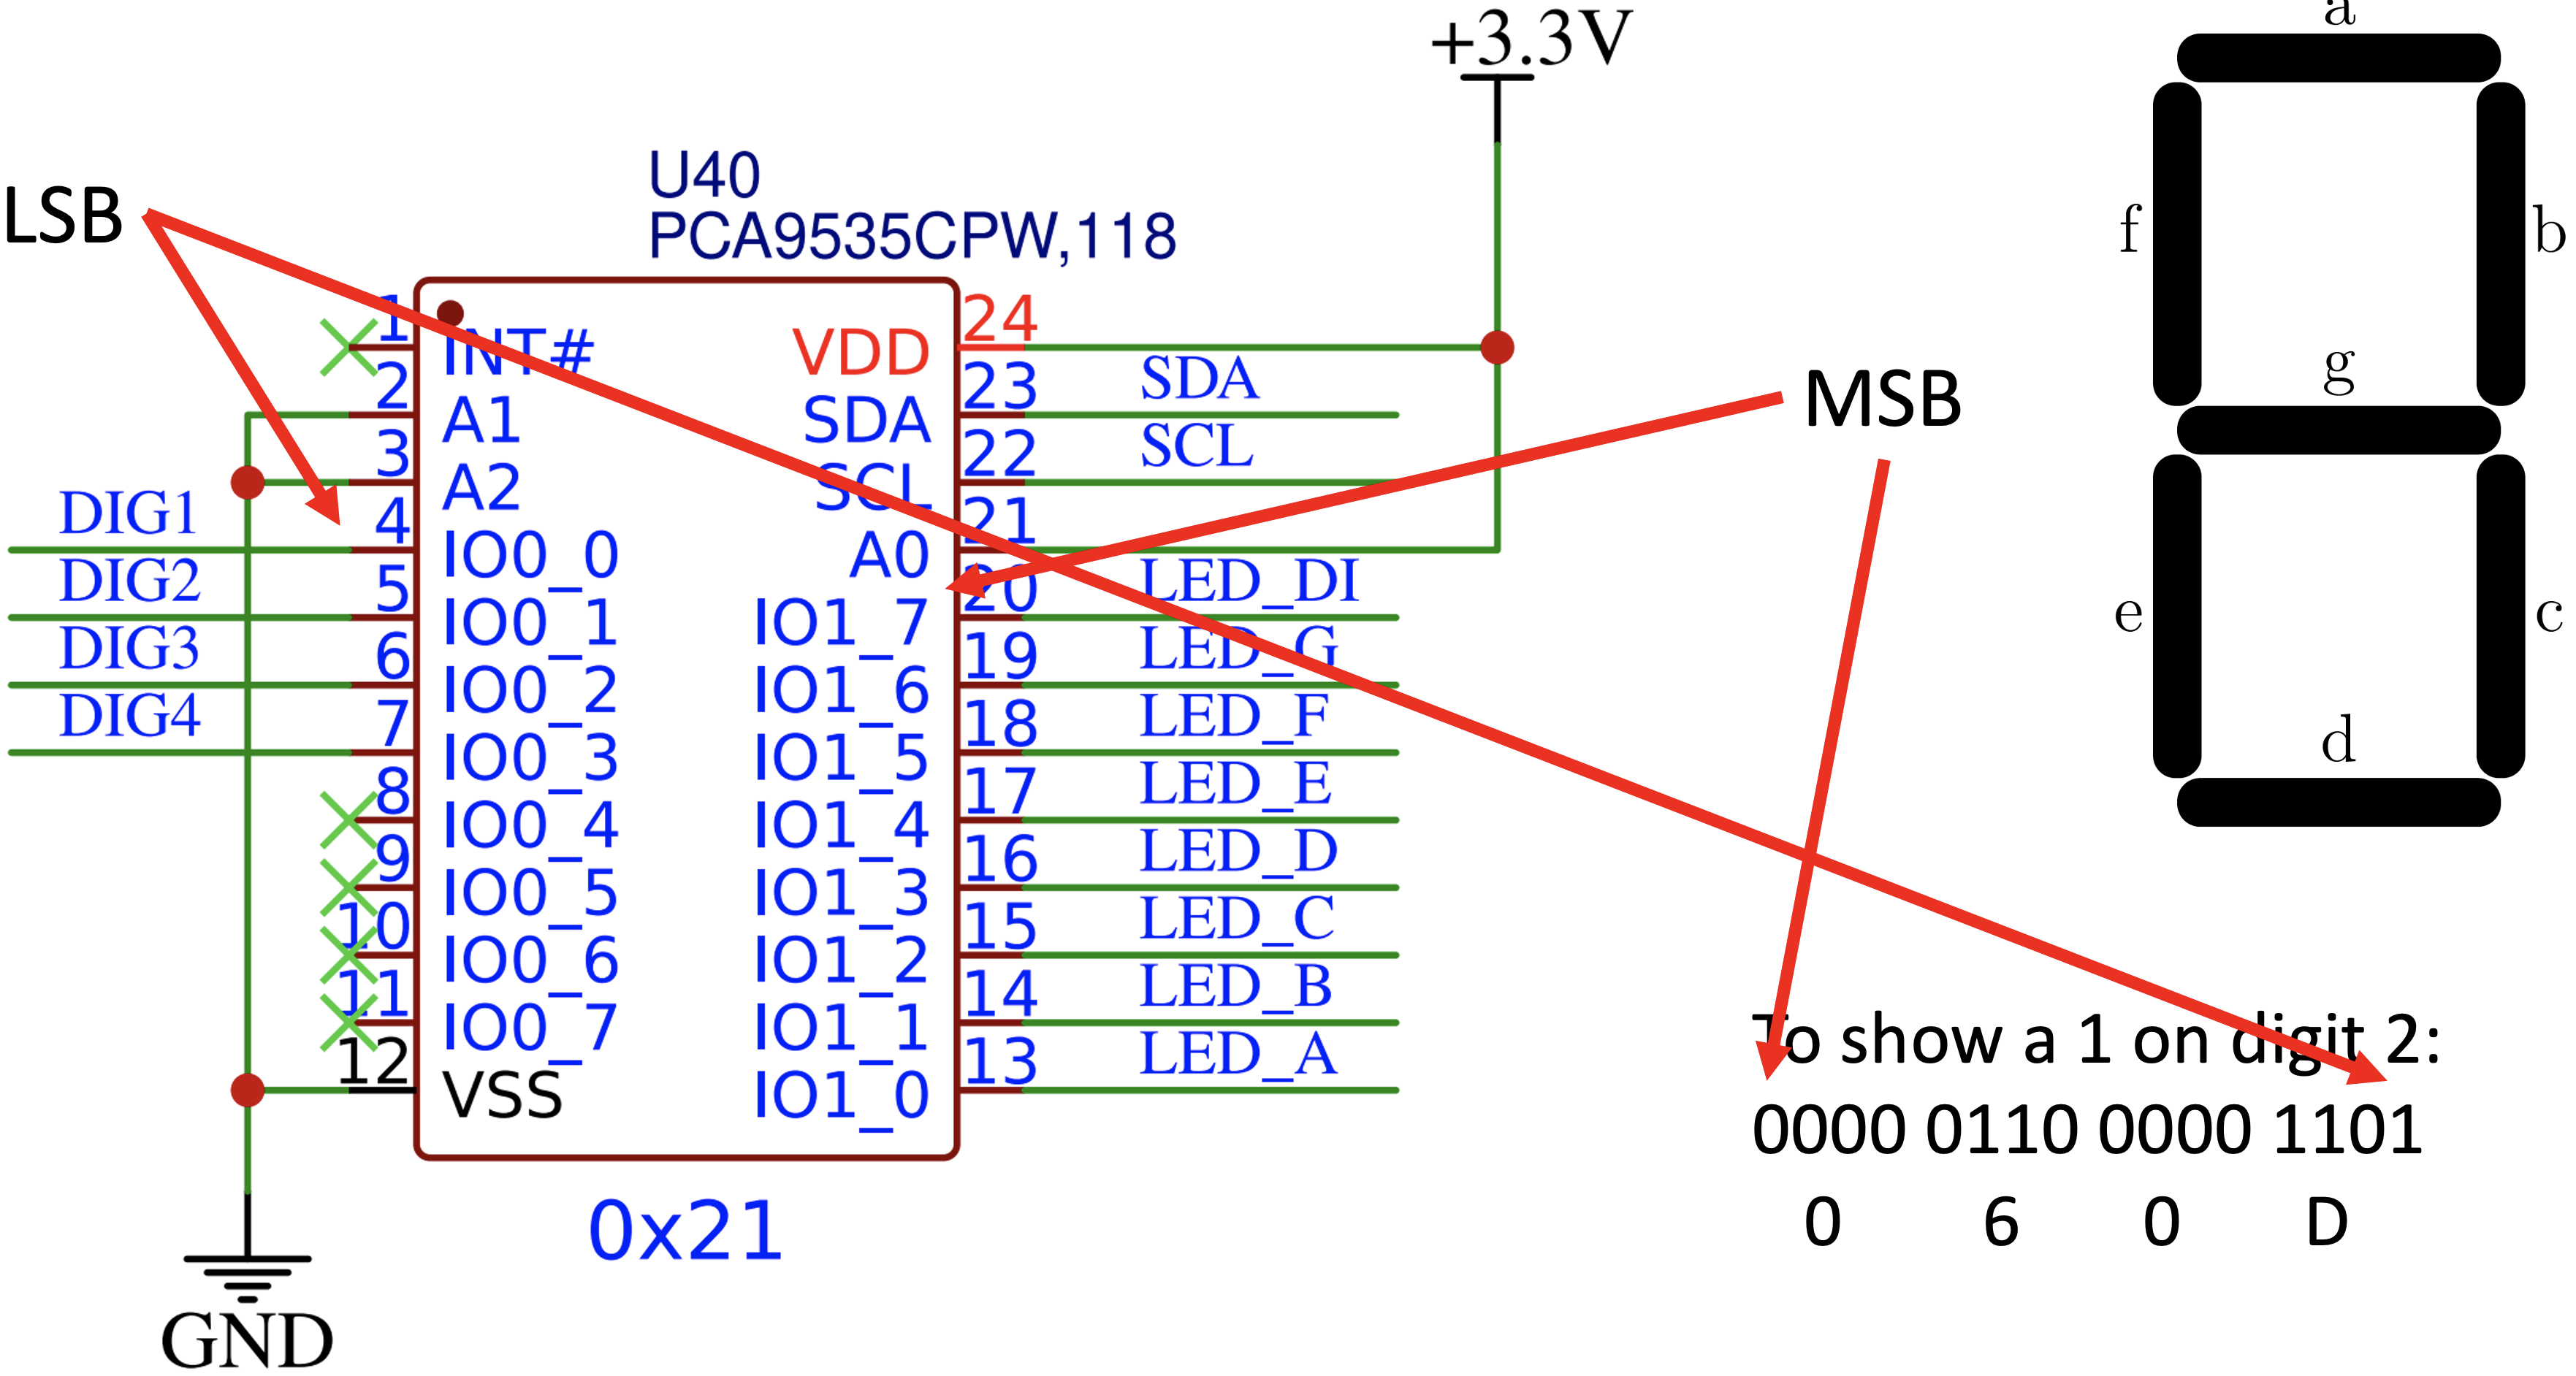 +3.3V
a
U40
PCA9535CPW,118
LSB
f
b
g
MSB
1
INT#
VDD
24
2
A1
SDA
23
SDA
3
A2
SCL
22
SCL
DIG1
4
IO0_0
A0
21
DIG2
5
IO0_1
IO1_7
20
LED_DI
DIG3
6
IO0_2
IO1_6
19
LED_G
DIG4
7
IO0_3
IO1_5
18
LED_F
8
IO0_4
IO1_4
17
LED_E
9
IO0_5
IO1_3
16
LED_D
10
IO0_6
IO1_2
15
LED_C
11
IO0_7
IO1_1
14
LED_B
12
VSS
IO1_0
13
LED_A
e
c
d
To show a 1 on digit 2:
0000 0110 0000 1101
0 6 0 D
0x21
GND